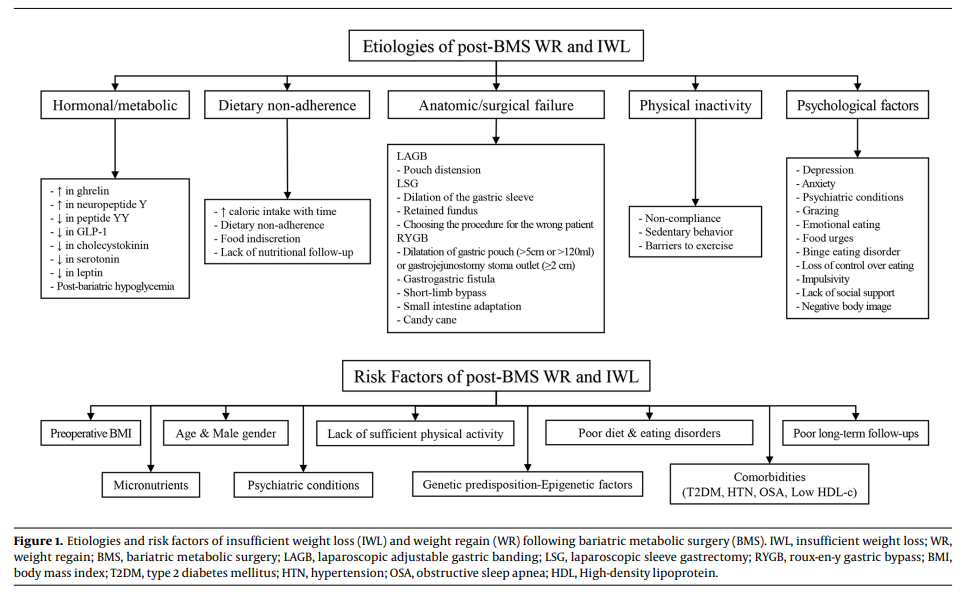 Etiologies of post-BMS WR and IWL
Hormonal/metabolic
- ↑ in ghrelin
- ↑ in neuropeptide Y
- ↓ in peptide YY
- ↓ in GLP-1
- ↓ in cholecystokinin
- ↓ in serotonin
- ↓ in leptin
- Post-bariatric hypoglycemia
Dietary non-adherence
- ↑ caloric intake with time
- Dietary non-adherence
- Food indiscretion
- Lack of nutritional follow-up
Anatomic/surgical failure
LAGB
- Pouch distension
LSG
- Dilation of the gastric sleeve
- Retained fundus
- Choosing the procedure for the wrong patient
RYGB
- Dilatation of gastric pouch (>5cm or >120ml)
or gastrojejunostomy stoma outlet (≥2 cm)
- Gastrogastric fistula
- Short-limb bypass
- Small intestine adaptation
- Candy cane
Physical inactivity
- Non-compliance
- Sedentary behavior
- Barriers to exercise
Psychological factors
- Depression
- Anxiety
- Psychiatric conditions
- Grazing
- Emotional eating
- Food urges
- Binge eating disorder
- Loss of control over eating
- Impulsivity
- Lack of social support
- Negative body image
Risk Factors of post-BMS WR and IWL
Preoperative BMI
Age & Male gender
Lack of sufficient physical activity
Poor diet & eating disorders
Poor long-term follow-ups
Micronutrients
Psychiatric conditions
Genetic predisposition-Epigenetic factors
Comorbidities
(T2DM, HTN, OSA, Low HDL-c)
Figure 1. Etiologies and risk factors of insufficient weight loss (IWL) and weight regain (WR) following bariatric metabolic surgery (BMS). IWL, insufficient weight loss; WR,
weight regain; BMS, bariatric metabolic surgery; LAGB, laparoscopic adjustable gastric banding; LSG, laparoscopic sleeve gastrectomy; RYGB, roux-en-y gastric bypass; BMI,
body mass index; T2DM, type 2 diabetes mellitus; HTN, hypertension; OSA, obstructive sleep apnea; HDL, High-density lipoprotein.